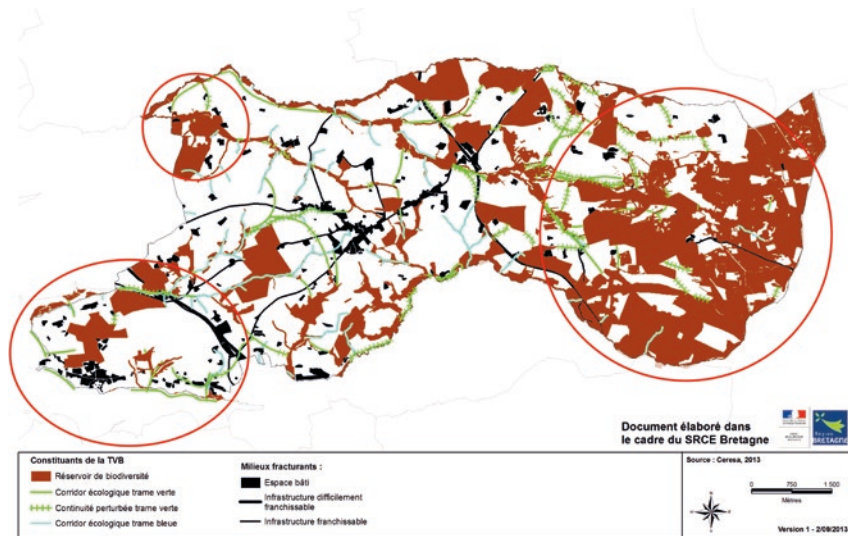 Document élaboré dans
le cadre du SRCE Bretagne
Région
BRETAGNE
Constituants de la TVB
Réservoir de biodiversité
Corridor écologique trame verte
Continuité perturbée trame verte
Corridor écologique trame bleue
Milieux fracturants :
Espace bâti
Infrastructure difficilement
franchissable
Infrastructure franchissable
Source : Ceresa, 2013
0 750 1 500
Mètres
N
Version 1 - 2/09/2013